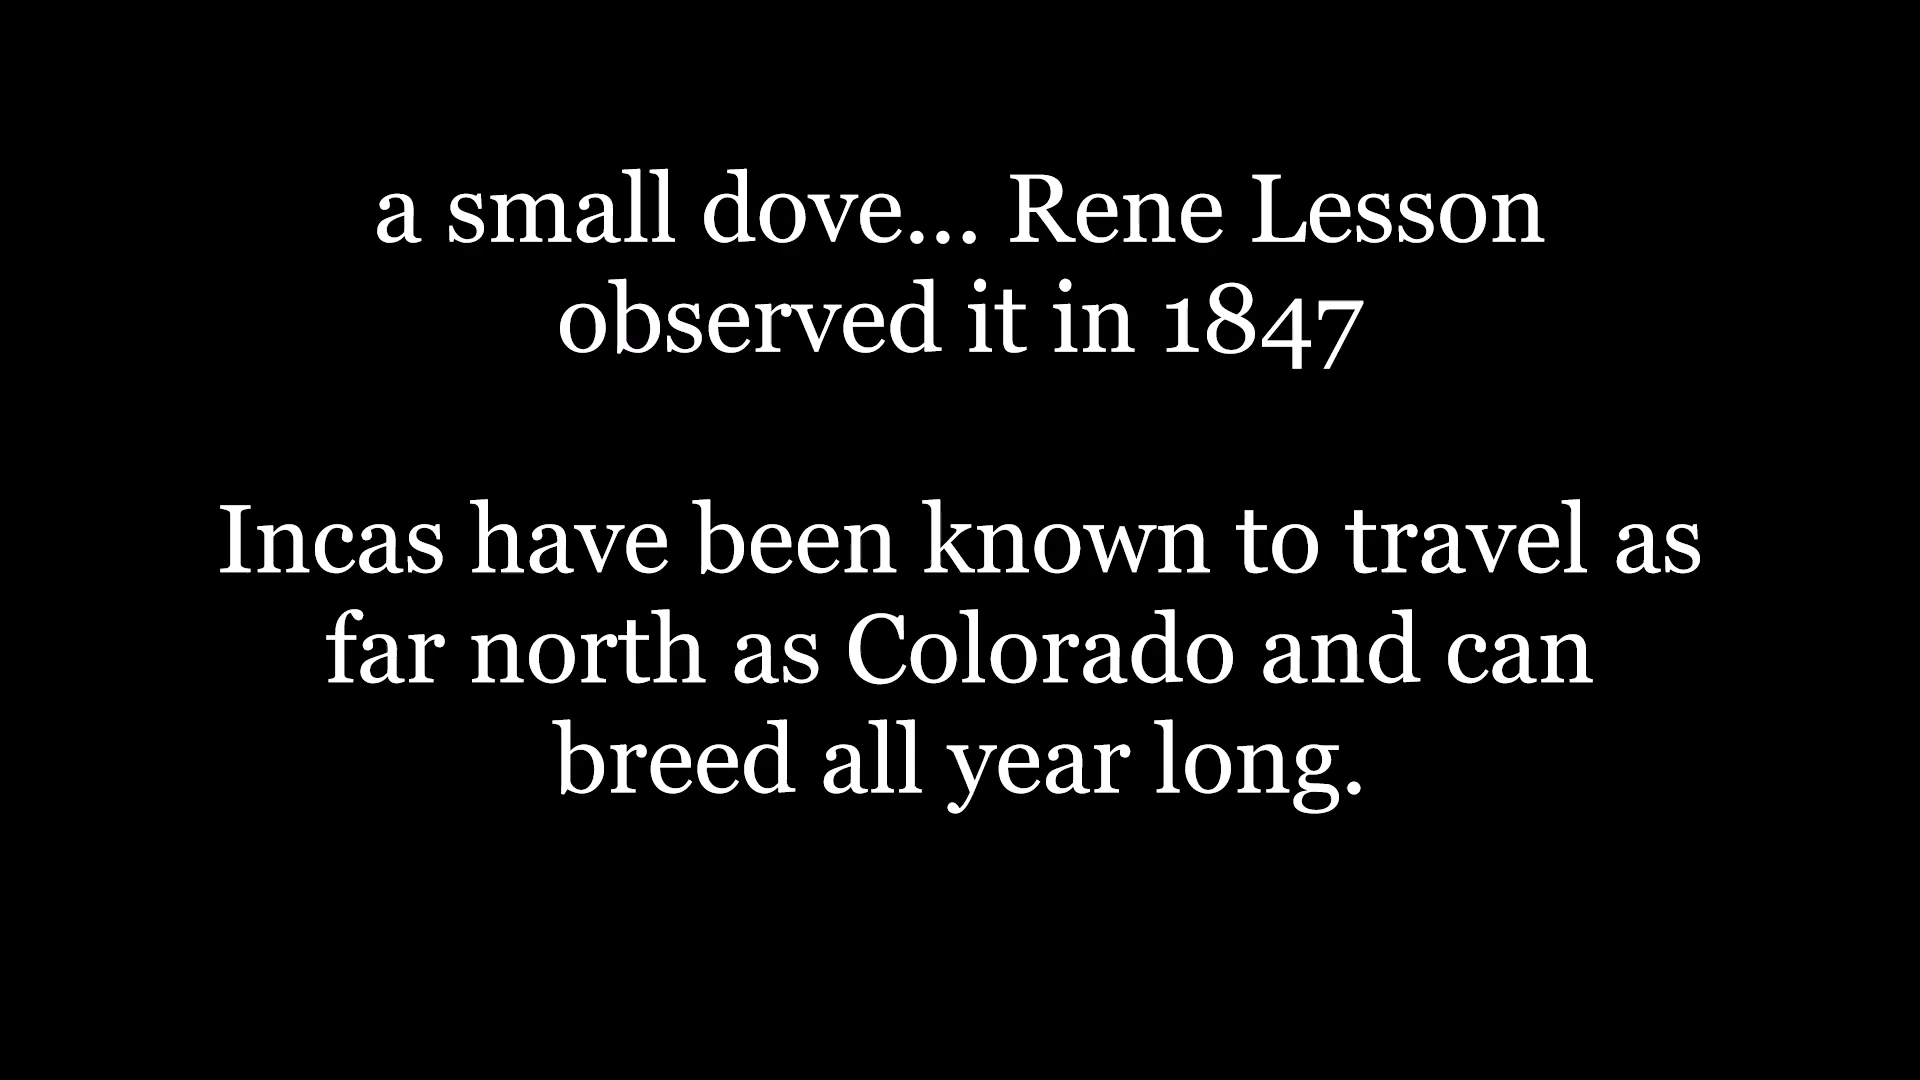 a small dove... Rene Lesson
observed it in 1847
Incas have been known to travel as
far north as Colorado and can
breed all year long.